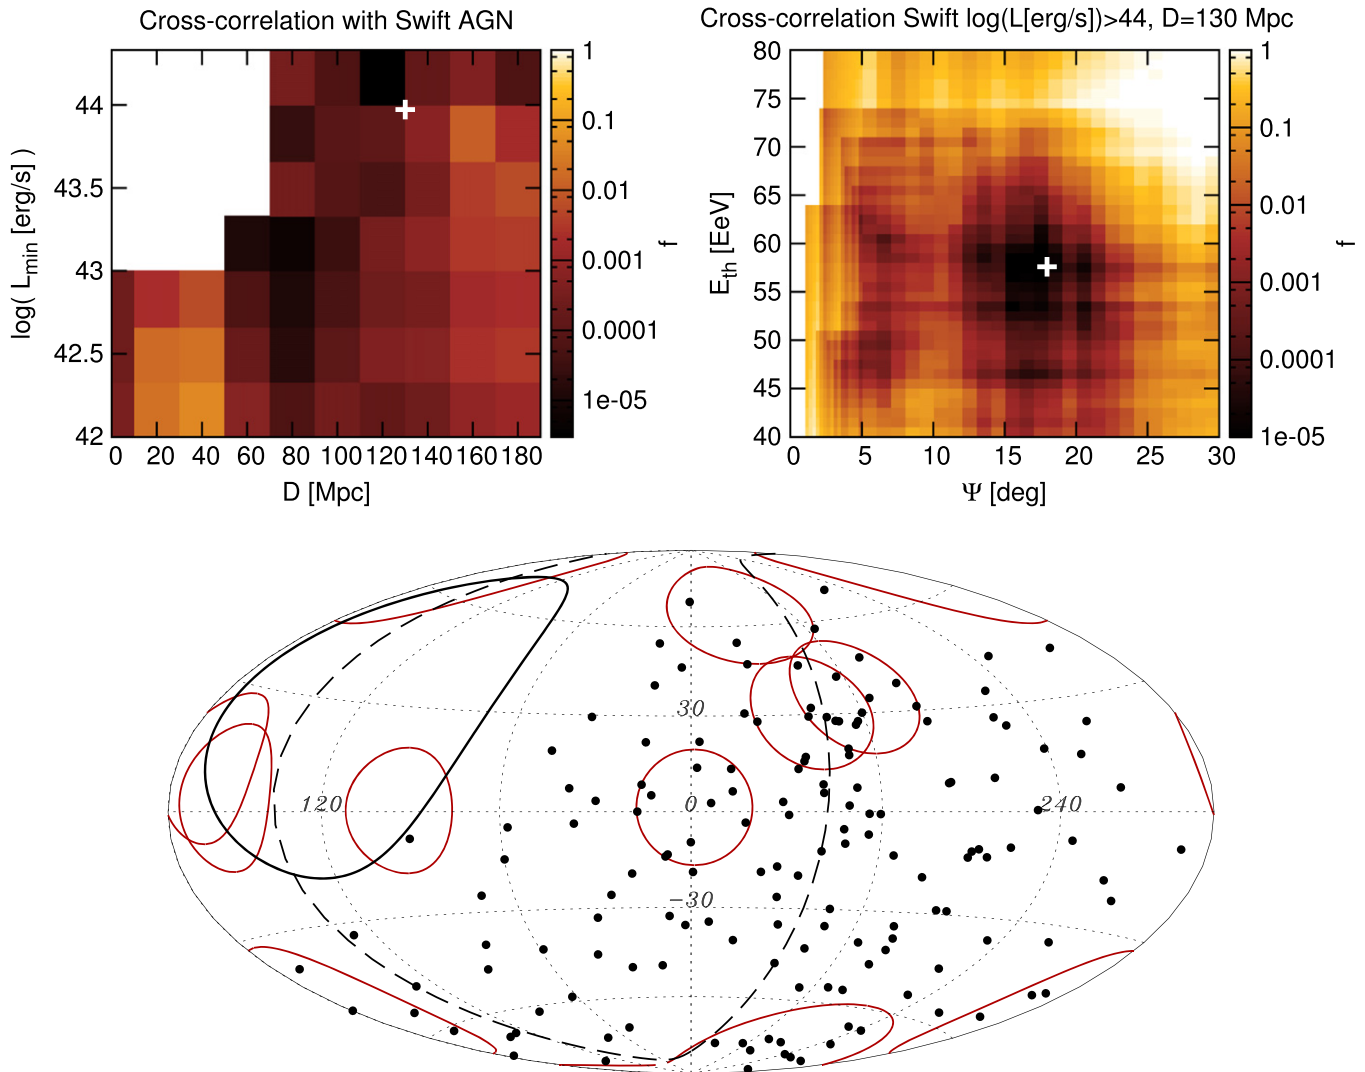 Cross-correlation with Swift AGN
Cross-correlation Swift log(L[erg/s])>44, D=130 Mpc
44
43.5
43
42.5
42
log( Lmin [erg/s] )
0 20 40 60 80 100 120 140 160 180
D [Mpc]
1
0.1
0.01
0.001
0.0001
1e-05
f
80
75
70
65
60
55
50
45
40
Eth [EeV]
0 5 10 15 20 25 30
Ψ [deg]
1
0.1
0.01
0.001
0.0001
1e-05
f
30
120 0 240
−30